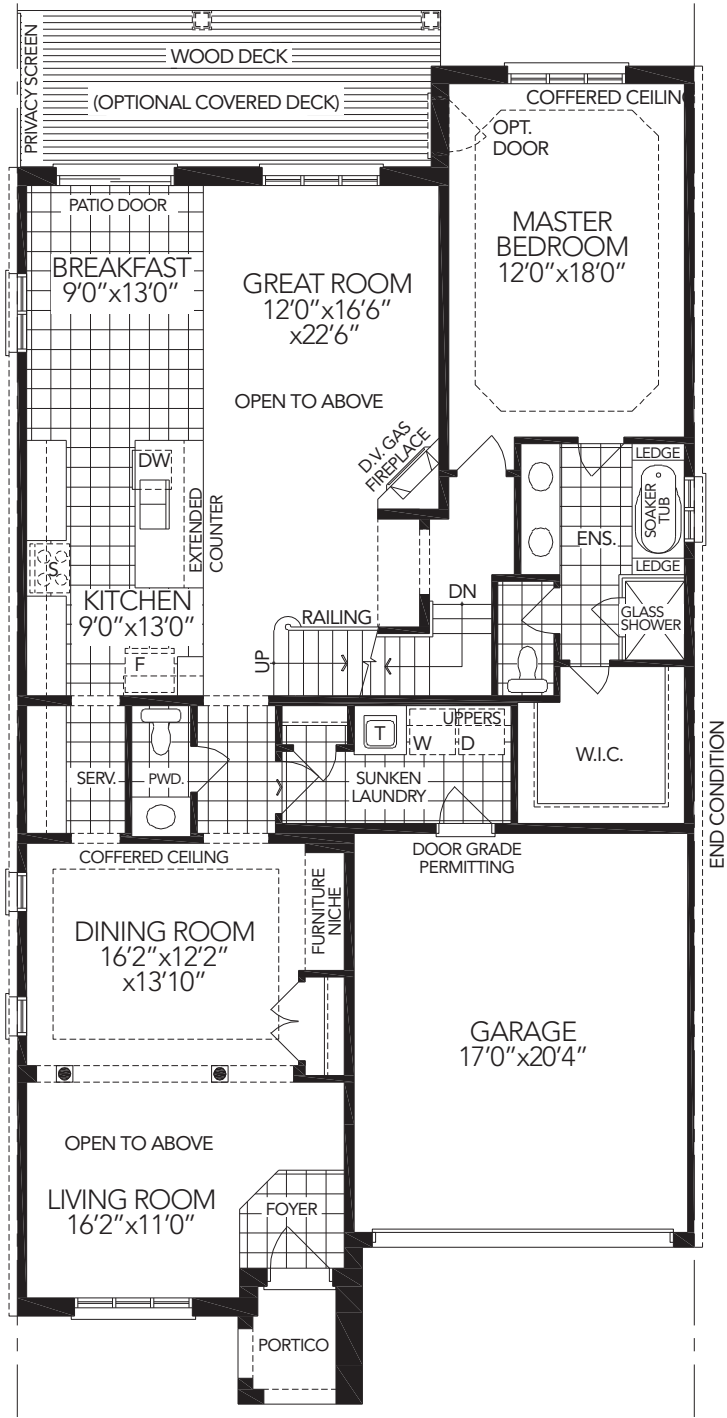 PRIVACY SCREEN
WOOD DECK
(OPTIONAL COVERED DECK)
COFFERED CEILING
OPT.
DOOR
PATIO DOOR
BREAKFAST
9'0"x13'0"
GREAT ROOM
12'0"x16'6"
x22'6"
OPEN TO ABOVE
MASTER
BEDROOM
12'0"x18'0"
D.V. GAS
FIREPLACE
DW
EXTENDED
COUNTER
S
KITCHEN
9'0"x13'0"
F
RAILING
UP
DN
ENS.
LEDGE
SOAKER
TUB
LEDGE
GLASS
SHOWER
SERV.
PWD.
T
UPPERS
W
D
SUNKEN
LAUNDRY
W.I.C.
END CONDITION
DOOR GRADE
PERMITTING
COFFERED CEILING
DINING ROOM
16'2"x12'2"
x13'10"
FURNITURE
NICHE
GARAGE
17'0"x20'4"
OPEN TO ABOVE
LIVING ROOM
16'2"x11'0"
FOYER
PORTICO